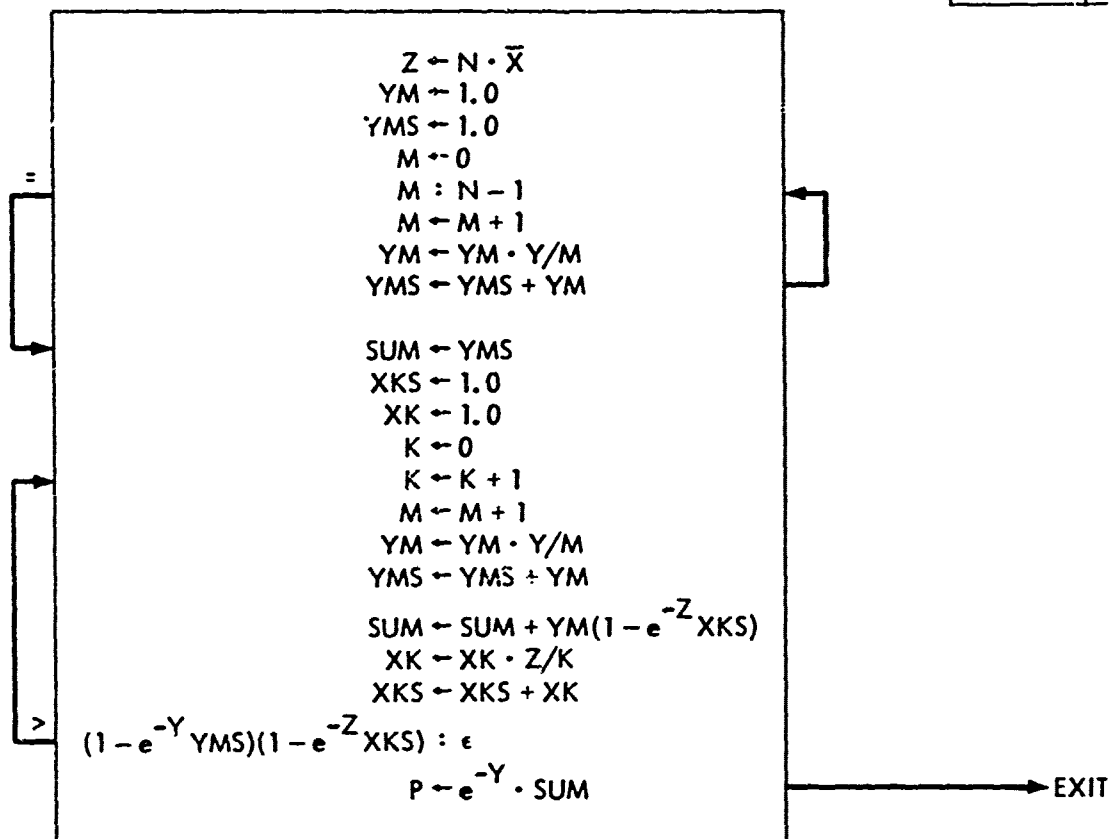 Z ← N · X̄
YM ← 1.0
YMS ← 1.0
M ← 0
=
M : N – 1
M ← M + 1
YM ← YM · Y/M
YMS ← YMS + YM
SUM ← YMS
XKS ← 1.0
XK ← 1.0
K ← 0
K ← K + 1
M ← M + 1
YM ← YM · Y/M
YMS ← YMS + YM
SUM ← SUM + YM(1 – e^-Z XKS)
XK ← XK · Z/K
XKS ← XKS + XK
>
(1 – e^-Y YMS)(1 – e^-Z XKS) : ε
P ← e^-Y · SUM
EXIT